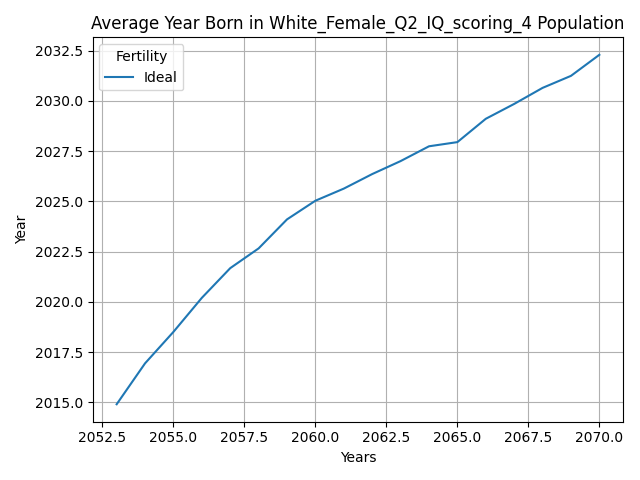 Average Year Born in White_Female_Q2_IQ_scoring_4 Population
Fertility
Ideal
2032.5
2030.0
2027.5
2025.0
2022.5
2020.0
2017.5
2015.0
Year
2052.5 2055.0 2057.5 2060.0 2062.5 2065.0 2067.5 2070.0
Years